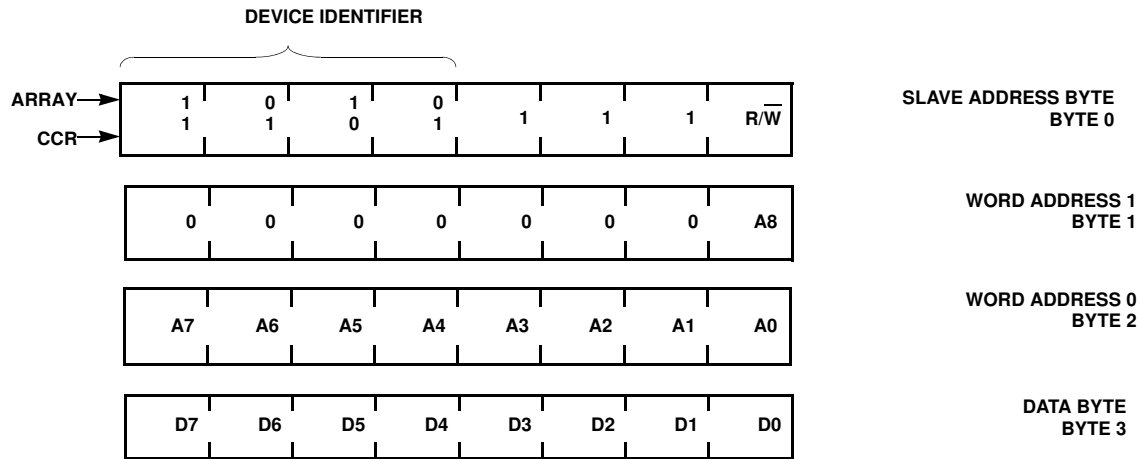 DEVICE IDENTIFIER
ARRAY
1 0 1 0
CCR
1 1 0 1
1 1 1 R/W̅
SLAVE ADDRESS BYTE
BYTE 0
0 0 0 0 0 0 0 A8
WORD ADDRESS 1
BYTE 1
A7 A6 A5 A4 A3 A2 A1 A0
WORD ADDRESS 0
BYTE 2
D7 D6 D5 D4 D3 D2 D1 D0
DATA BYTE
BYTE 3